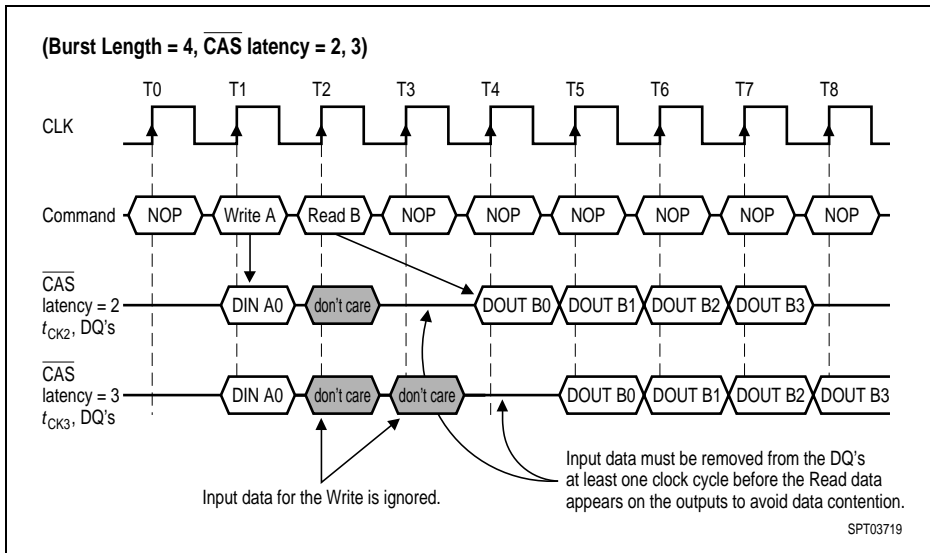 (Burst Length = 4, CAS latency = 2, 3)
T0 T1 T2 T3 T4 T5 T6 T7 T8
CLK
Command NOP Write A Read B NOP NOP NOP NOP NOP NOP
CAS
latency = 2 DIN A0 don't care DOUT B0 DOUT B1 DOUT B2 DOUT B3
tCK2, DQ's
CAS
latency = 3 DIN A0 don't care don't care DOUT B0 DOUT B1 DOUT B2 DOUT B3
tCK3, DQ's
Input data for the Write is ignored.
Input data must be removed from the DQ's
at least one clock cycle before the Read data
appears on the outputs to avoid data contention.
SPT03719